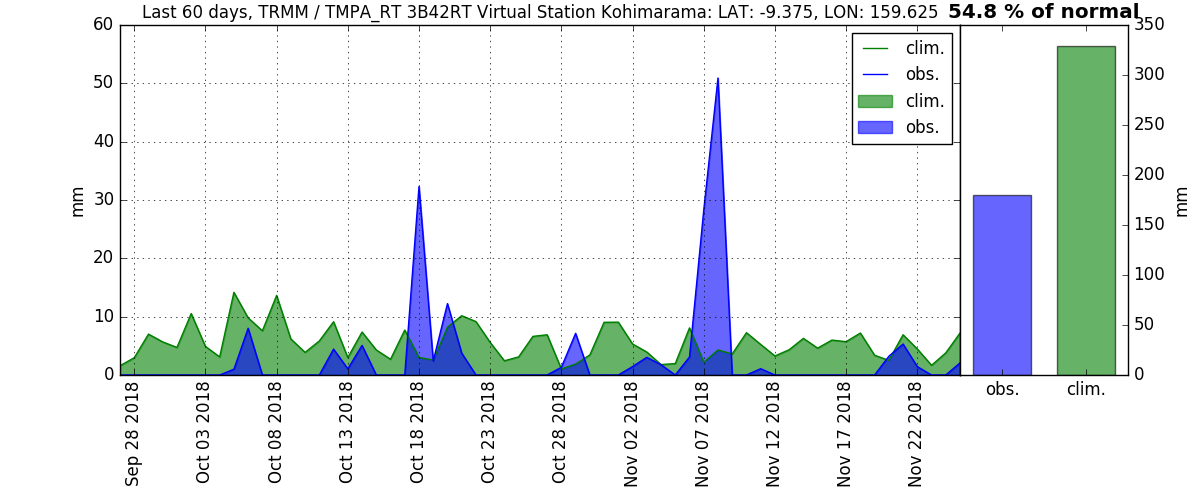 Last 60 days, TRMM / TMPA_RT 3B42RT Virtual Station Kohimarama: LAT: -9.375, LON: 159.625
54.8 % of normal
60
50
40
30
20
10
0
mm
clim.
obs.
clim.
obs.
Sep 28 2018
Oct 03 2018
Oct 08 2018
Oct 13 2018
Oct 18 2018
Oct 23 2018
Oct 28 2018
Nov 02 2018
Nov 07 2018
Nov 12 2018
Nov 17 2018
Nov 22 2018
350
300
250
200
150
100
50
0
mm
obs.
clim.